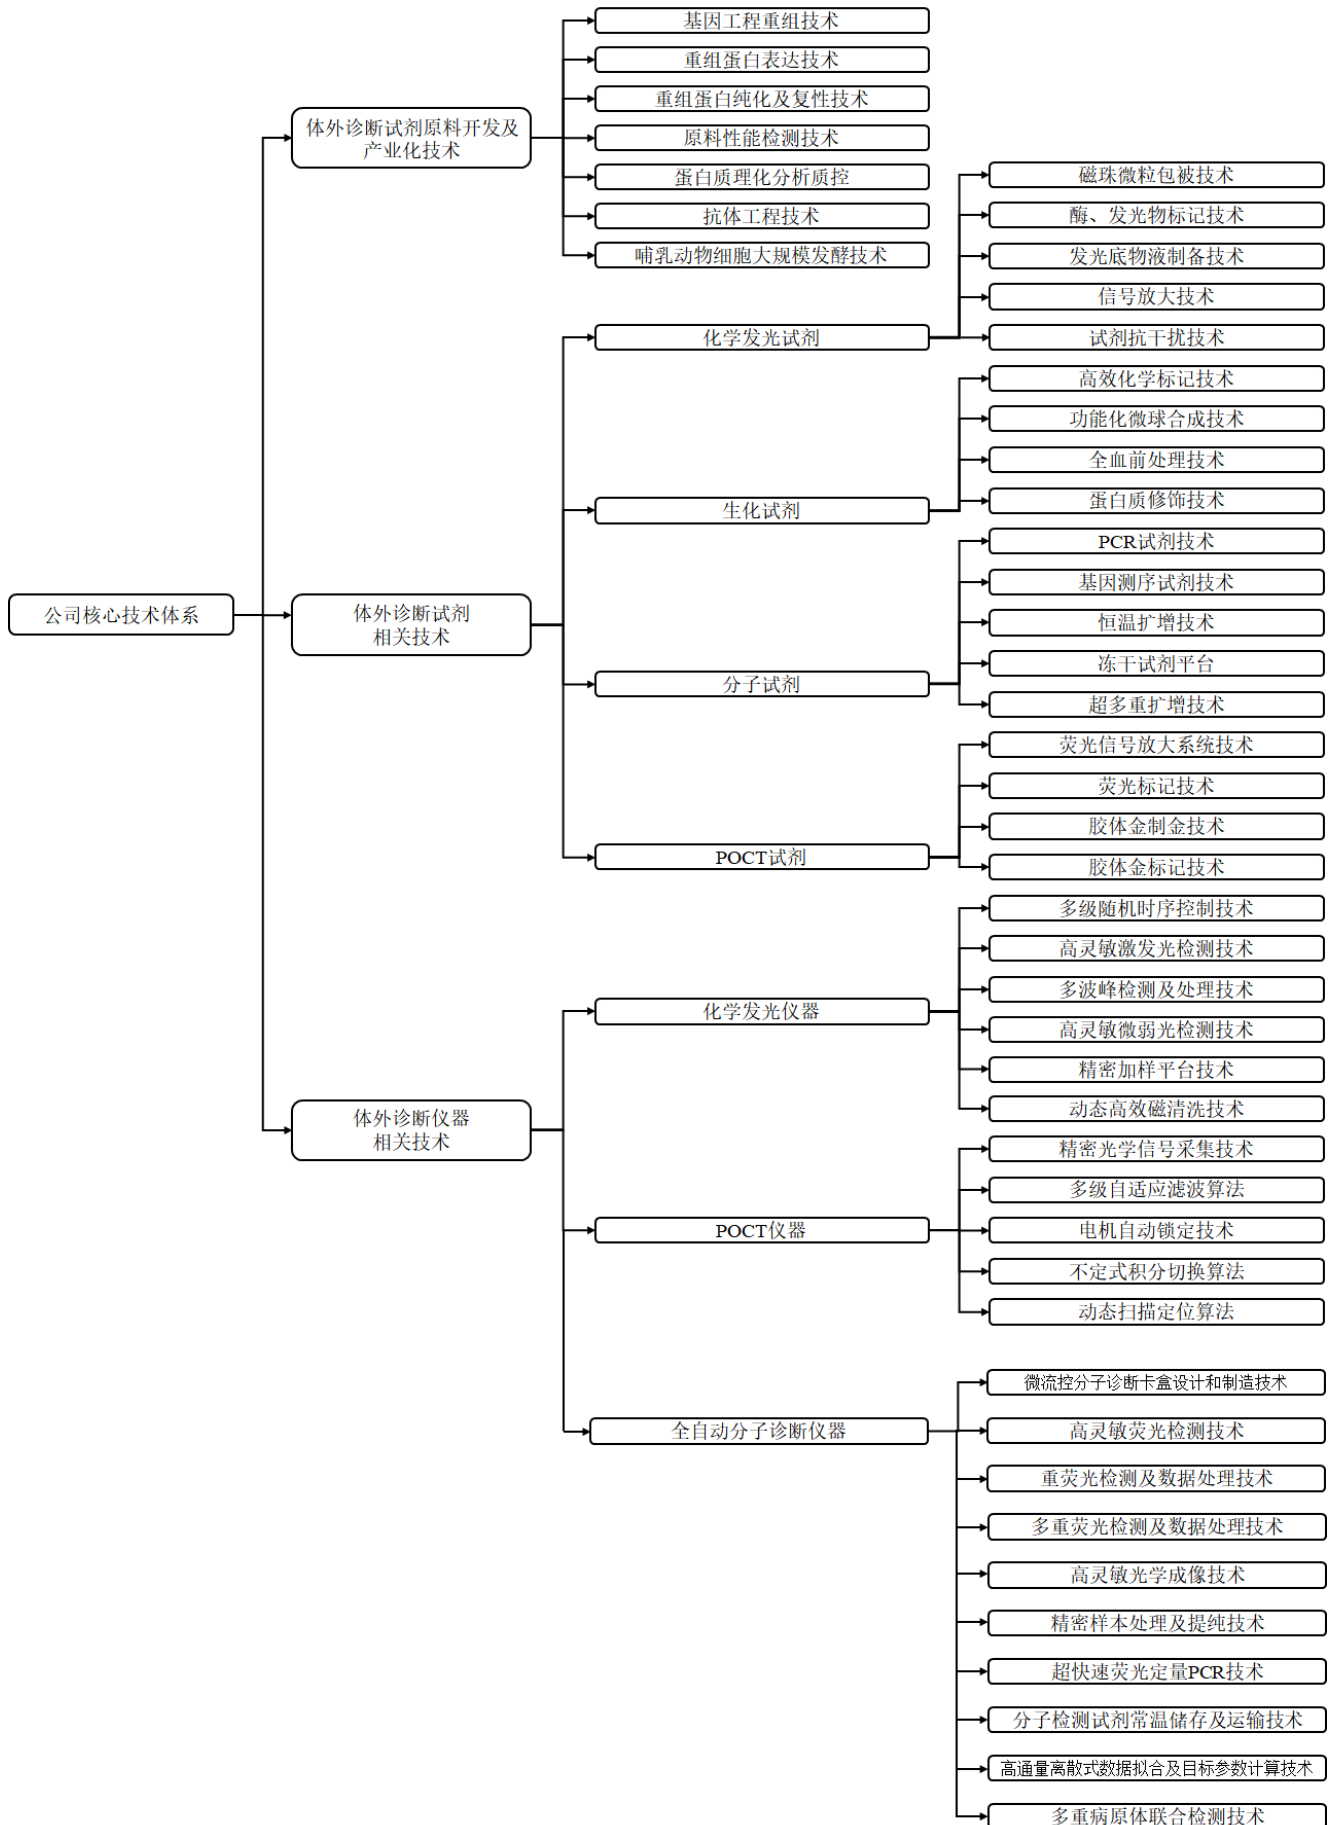 公司核心技术体系
体外诊断试剂原料开发及
产业化技术
基因工程重组技术
重组蛋白表达技术
重组蛋白纯化及复性技术
原料性能检测技术
蛋白质理化分析质控
抗体工程技术
哺乳动物细胞大规模发酵技术
体外诊断试剂
相关技术
化学发光试剂
磁珠微粒包被技术
酶、发光物标记技术
发光底物液制备技术
信号放大技术
试剂抗干扰技术
生化试剂
高效化学标记技术
功能化微球合成技术
全血前处理技术
蛋白质修饰技术
分子试剂
PCR试剂技术
基因测序试剂技术
恒温扩增技术
冻干试剂平台
超多重扩增技术
POCT试剂
荧光信号放大系统技术
荧光标记技术
胶体金制金技术
胶体金标记技术
体外诊断仪器
相关技术
化学发光仪器
多级随机时序控制技术
高灵敏激发光检测技术
多波峰检测及处理技术
高灵敏微弱光检测技术
精密加样平台技术
动态高效磁清洗技术
POCT仪器
精密光学信号采集技术
多级自适应滤波算法
电机自动锁定技术
不定式积分切换算法
动态扫描定位算法
全自动分子诊断仪器
微流控分子诊断卡盒设计和制造技术
高灵敏荧光检测技术
重荧光检测及数据处理技术
多重荧光检测及数据处理技术
高灵敏光学成像技术
精密样本处理及提纯技术
超快速荧光定量PCR技术
分子检测试剂常温储存及运输技术
高通量离散式数据拟合及目标参数计算技术
多重病原体联合检测技术